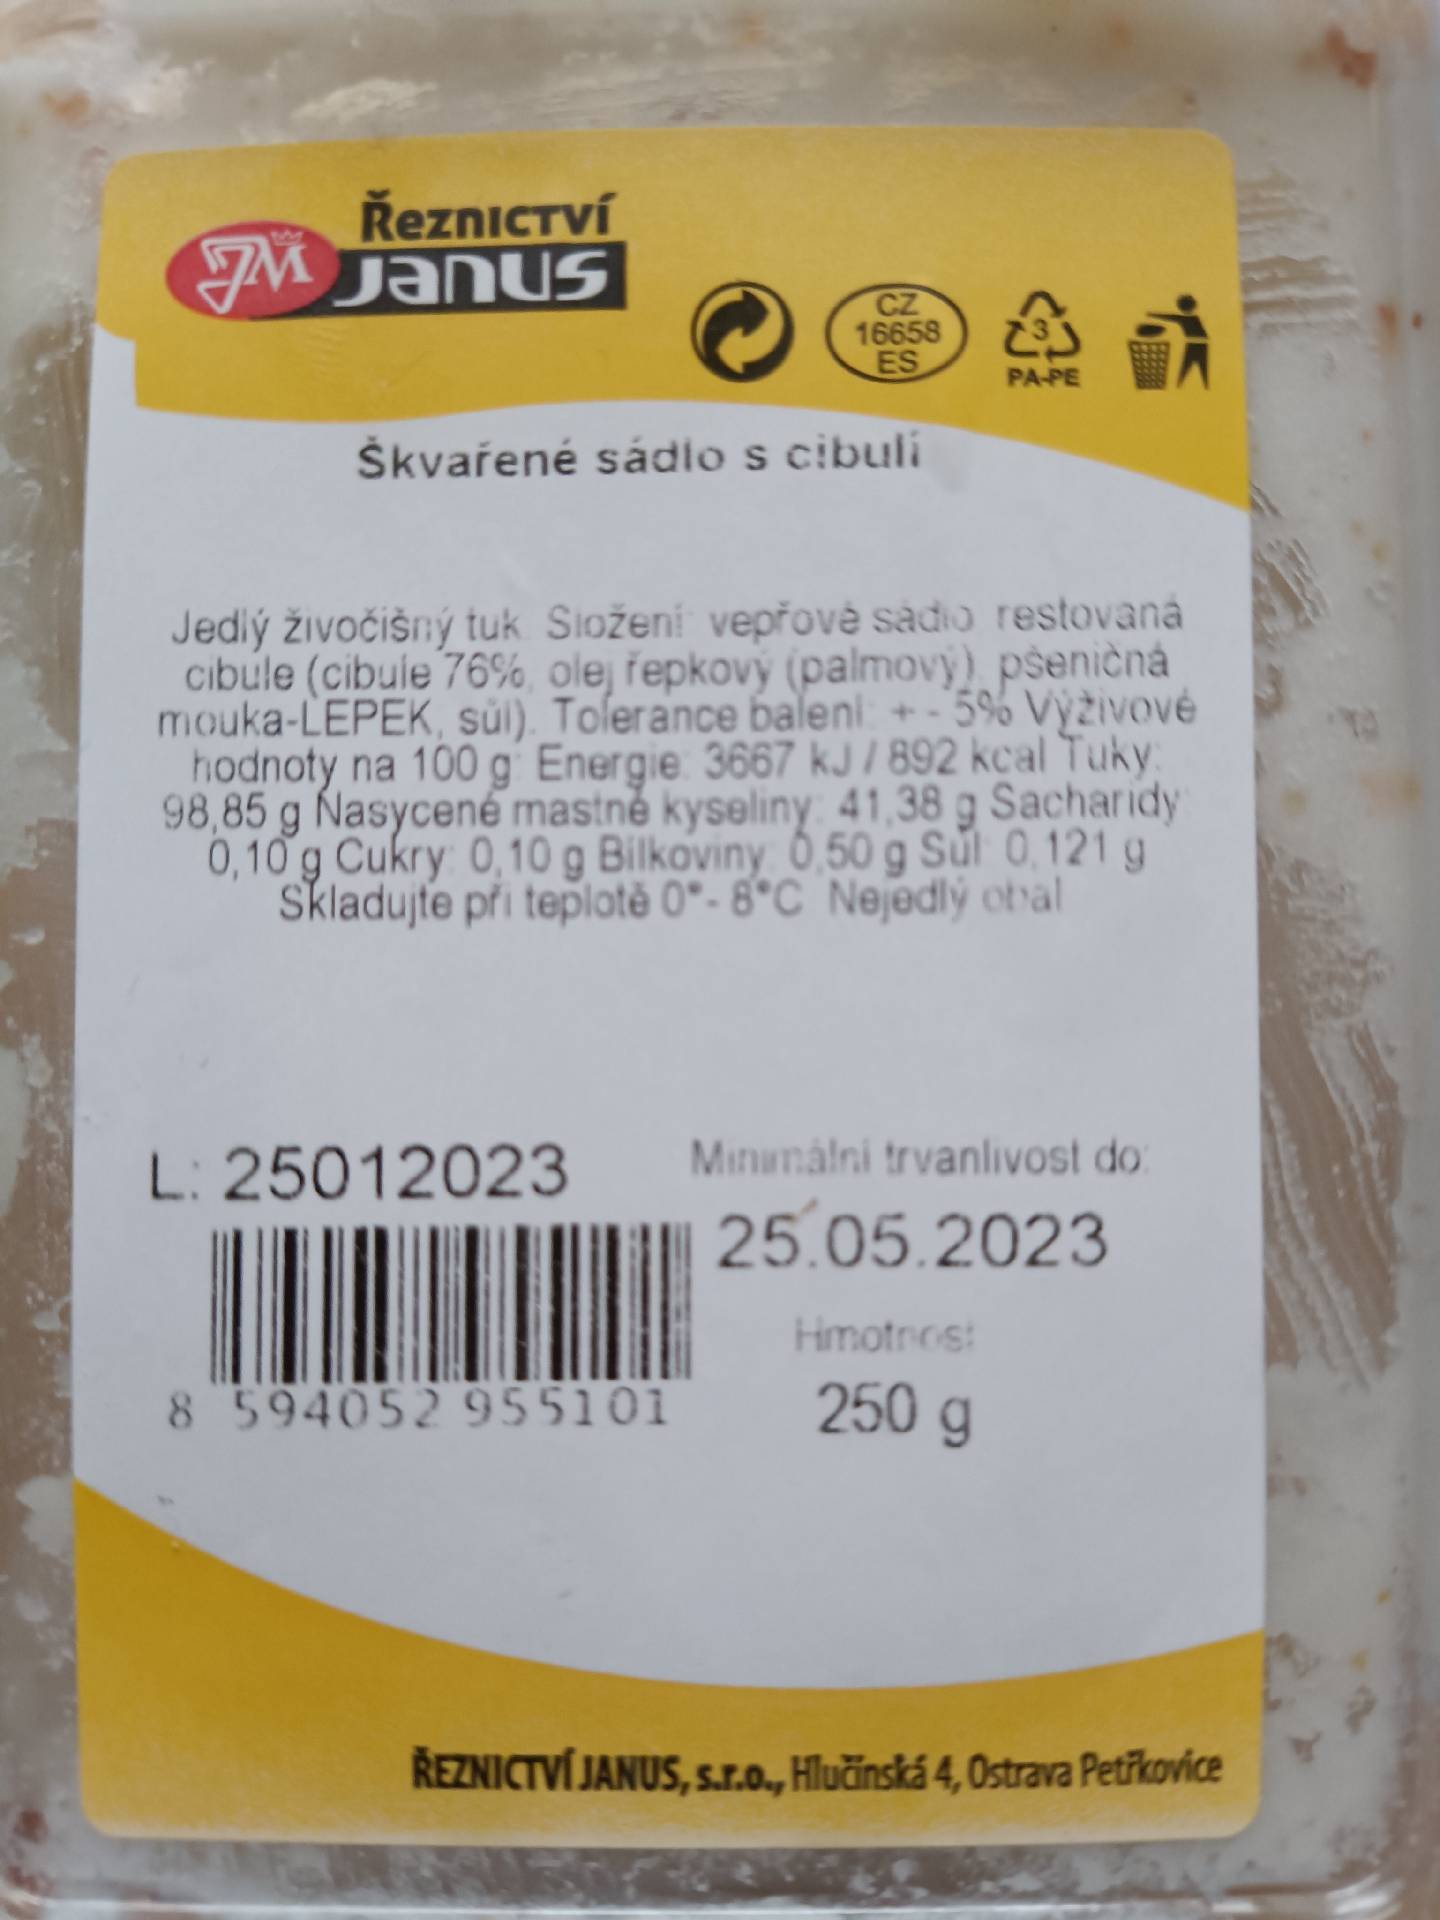 Řeznictví
JM Janus
CZ
16658
ES
3
PA-PE
Škvařené sádlo s cibulí
Jedlý živočišný tuk. Složení: vepřové sádlo, restovaná
cibule (cibule 76%, olej řepkový (palmový), pšeničná
mouka-LEPEK, sůl). Tolerance balení: + - 5% Výživové
hodnoty na 100 g: Energie: 3667 kJ / 892 kcal Tuky:
98,85 g Nasycené mastné kyseliny: 41,38 g Sacharidy:
0,10 g Cukry: 0,10 g Bílkoviny: 0,50 g Sůl: 0,121 g
Skladujte při teplotě 0°- 8°C Nejedlý obal
L: 25012023
Minimální trvanlivost do:
25.05.2023
Hmotnost:
250 g
8 594052 955101
ŘEZNICTVÍ JANUS, s.r.o., Hlučínská 4, Ostrava Petřkovice